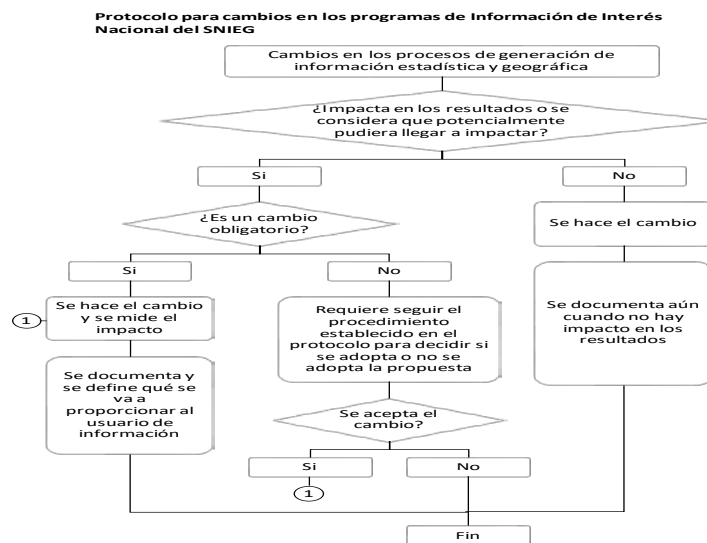 Protocolo para cambios en los programas de Información de Interés
Nacional del SNIEG
Cambios en los procesos de generación de
información estadística y geográfica
¿Impacta en los resultados o se
considera que potencialmente
pudiera llegar a impactar?
Si
No
¿Es un cambio
obligatorio?
Se hace el cambio
Si
No
Se hace el cambio
y se mide el
impacto
1
Requiere seguir el
procedimiento
establecido en el
protocolo para decidir si
se adopta o no se
adopta la propuesta
Se documenta aún
cuando no hay
impacto en los
resultados
Se documenta y
se define qué se
va a
proporcionar al
usuario de
información
Se acepta el
cambio?
Si
No
1
Fin